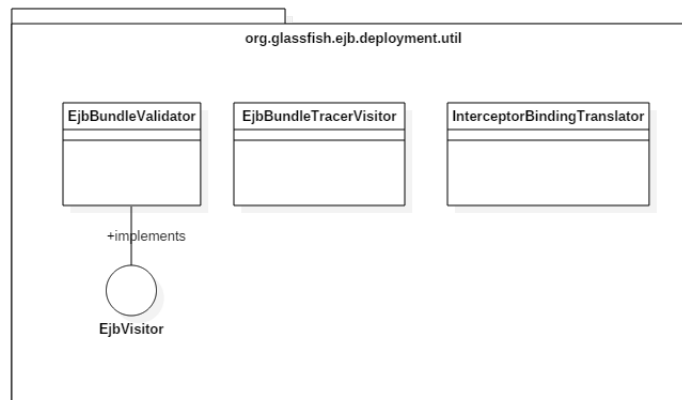 org.glassfish.ejb.deployment.util
EjbBundleValidator
EjbBundleTracerVisitor
InterceptorBindingTranslator
+implements
EjbVisitor